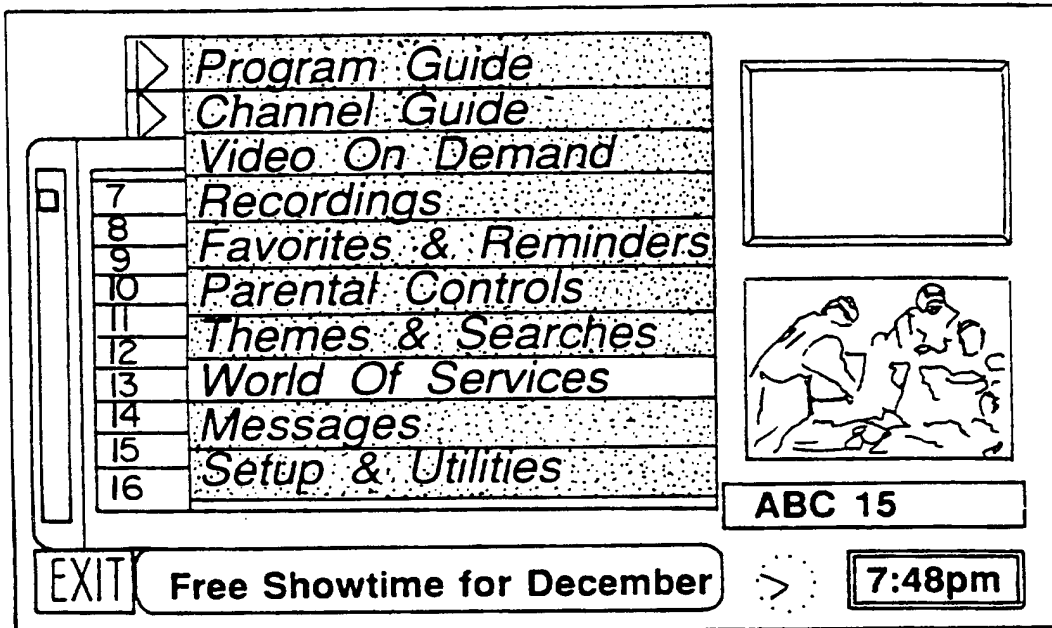 Program Guide
Channel Guide
Video On Demand
Recordings
Favorites & Reminders
Parental Controls
Themes & Searches
World Of Services
Messages
Setup & Utilities
7
8
9
10
11
12
13
14
15
16
ABC 15
EXIT
Free Showtime for December
7:48pm